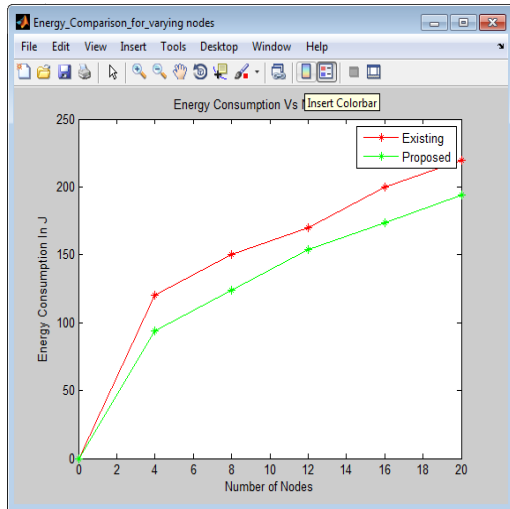 Energy_Comparison_for_varying nodes
File Edit View Insert Tools Desktop Window Help
Energy Consumption Vs
Insert Colorbar
Existing
Proposed
250
200
150
100
50
0
Energy Consumption In J
0 2 4 6 8 10 12 14 16 18 20
Number of Nodes